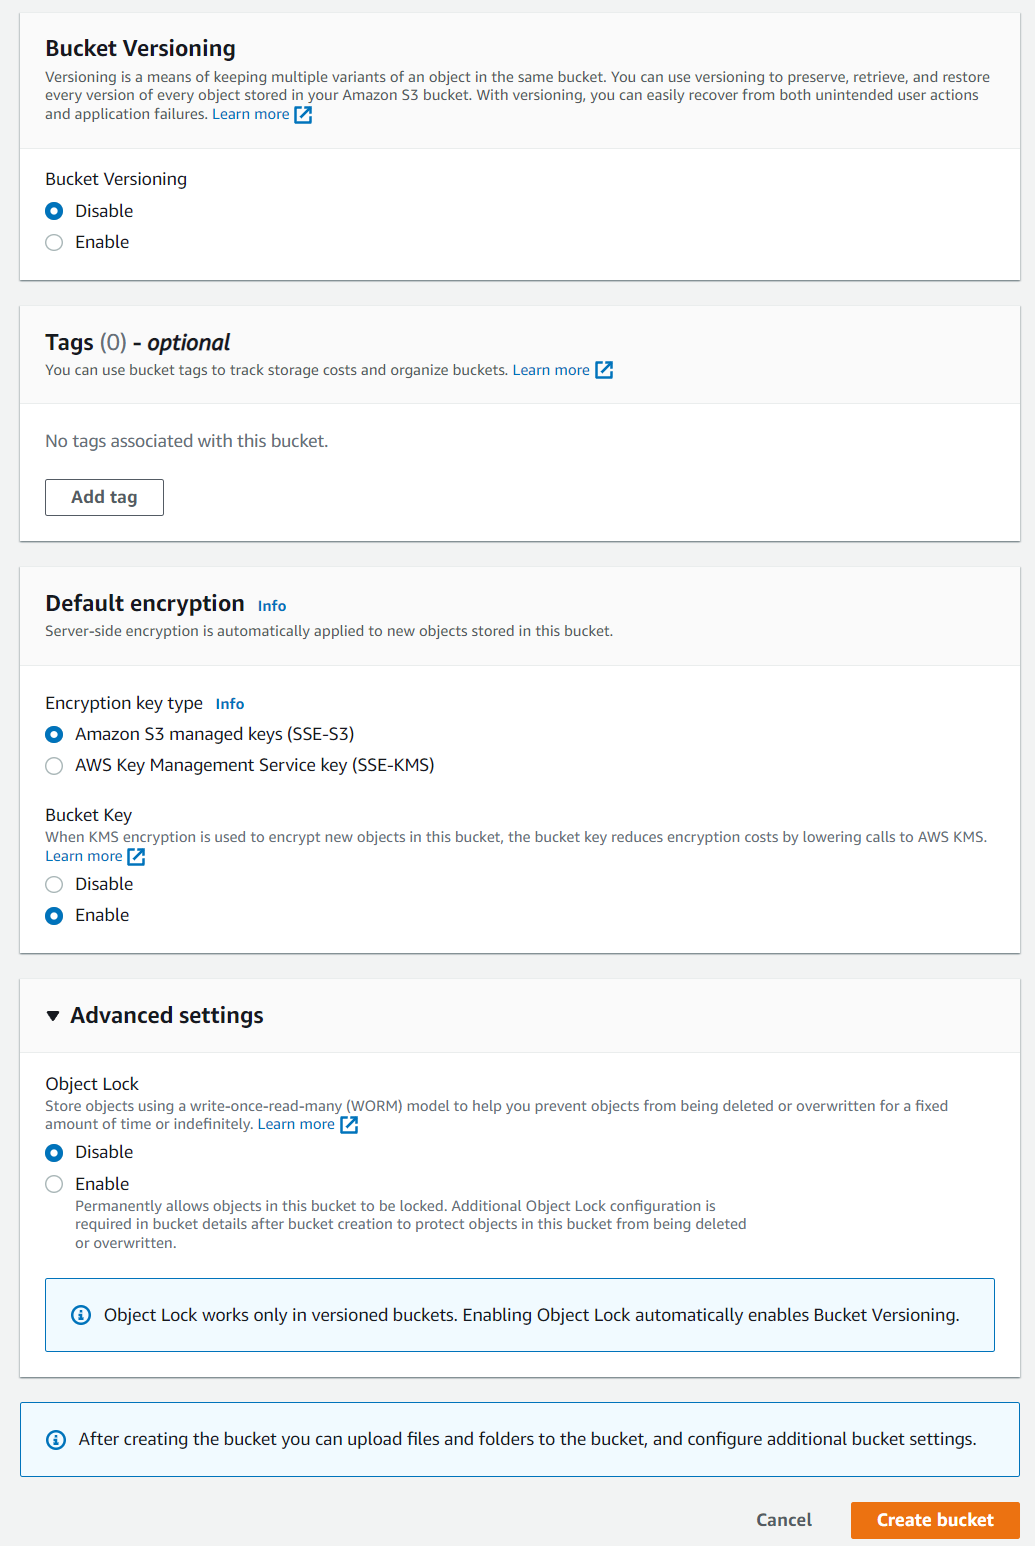 Bucket Versioning
Versioning is a means of keeping multiple variants of an object in the same bucket. You can use versioning to preserve, retrieve, and restore
every version of every object stored in your Amazon S3 bucket. With versioning, you can easily recover from both unintended user actions
and application failures. Learn more
Bucket Versioning
Disable
Enable
Tags (0) - optional
You can use bucket tags to track storage costs and organize buckets. Learn more
No tags associated with this bucket.
Add tag
Default encryption Info
Server-side encryption is automatically applied to new objects stored in this bucket.
Encryption key type Info
Amazon S3 managed keys (SSE-S3)
AWS Key Management Service key (SSE-KMS)
Bucket Key
When KMS encryption is used to encrypt new objects in this bucket, the bucket key reduces encryption costs by lowering calls to AWS KMS.
Learn more
Disable
Enable
Advanced settings
Object Lock
Store objects using a write-once-read-many (WORM) model to help you prevent objects from being deleted or overwritten for a fixed
amount of time or indefinitely. Learn more
Disable
Enable
Permanently allows objects in this bucket to be locked. Additional Object Lock configuration is
required in bucket details after bucket creation to protect objects in this bucket from being deleted
or overwritten.
Object Lock works only in versioned buckets. Enabling Object Lock automatically enables Bucket Versioning.
After creating the bucket you can upload files and folders to the bucket, and configure additional bucket settings.
Cancel Create bucket